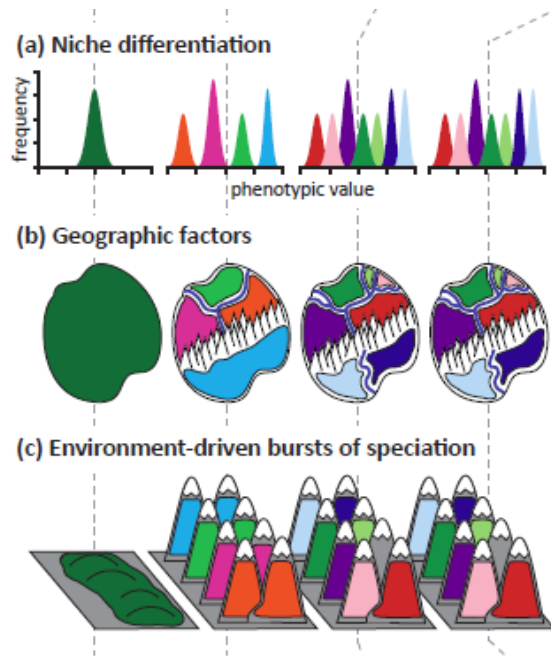 (a) Niche differentiation
frequency
phenotypic value
(b) Geographic factors
(c) Environment-driven bursts of speciation